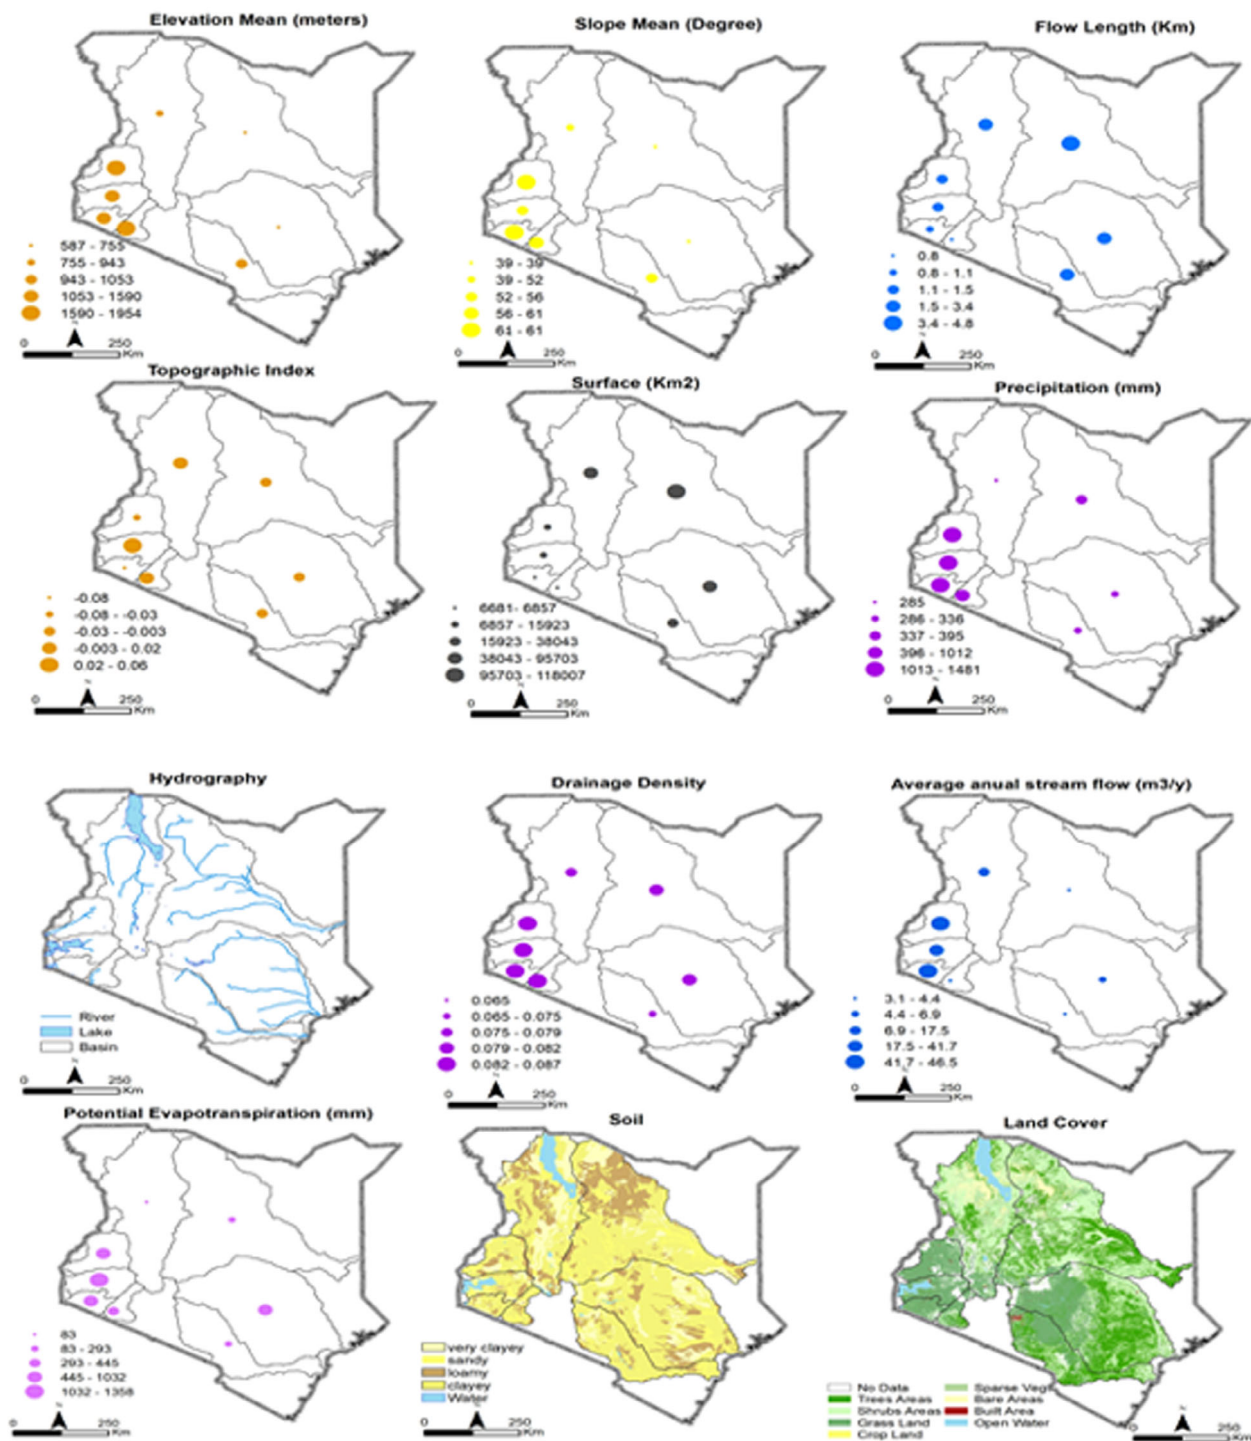 Elevation Mean (meters)
587 - 755
755 - 943
943 - 1053
1053 - 1590
1590 - 1954
0 250
Km
Slope Mean (Degree)
39 - 39
39 - 52
52 - 56
56 - 61
61 - 61
0 250
Km
Flow Length (Km)
0.8
0.8 - 1.1
1.1 - 1.5
1.5 - 3.4
3.4 - 4.8
N
0 250
Km
Topographic Index
-0.08
-0.08 - -0.03
-0.03 - -0.003
-0.003 - 0.02
0.02 - 0.06
N
0 250
Km
Surface (Km2)
6681- 6857
6857 - 15923
15923 - 38043
38043 - 95703
95703 - 118007
N
0 250
Km
Precipitation (mm)
285
286 - 336
337 - 395
396 - 1012
1013 - 1481
N
0 250
Km
Hydrography
River
Lake
Basin
N
0 250
Km
Drainage Density
0.065
0.065 - 0.075
0.075 - 0.079
0.079 - 0.082
0.082 - 0.087
N
0 250
Km
Average anual stream flow (m3/y)
3.1 - 4.4
4.4 - 6.9
6.9 - 17.5
17.5 - 41.7
41.7 - 46.5
N
0 250
Km
Potential Evapotranspiration (mm)
83
83 - 293
293 - 445
445 - 1032
1032 - 1358
N
0 250
Km
Soil
very clayey
sandy
loamy
clayey
Water
N
0 250
Km
Land Cover
No Data
Trees Areas
Shrubs Areas
Grass Land
Crop Land
Sparse Veg
Bare Areas
Built Area
Open Water
N
0 250
Km